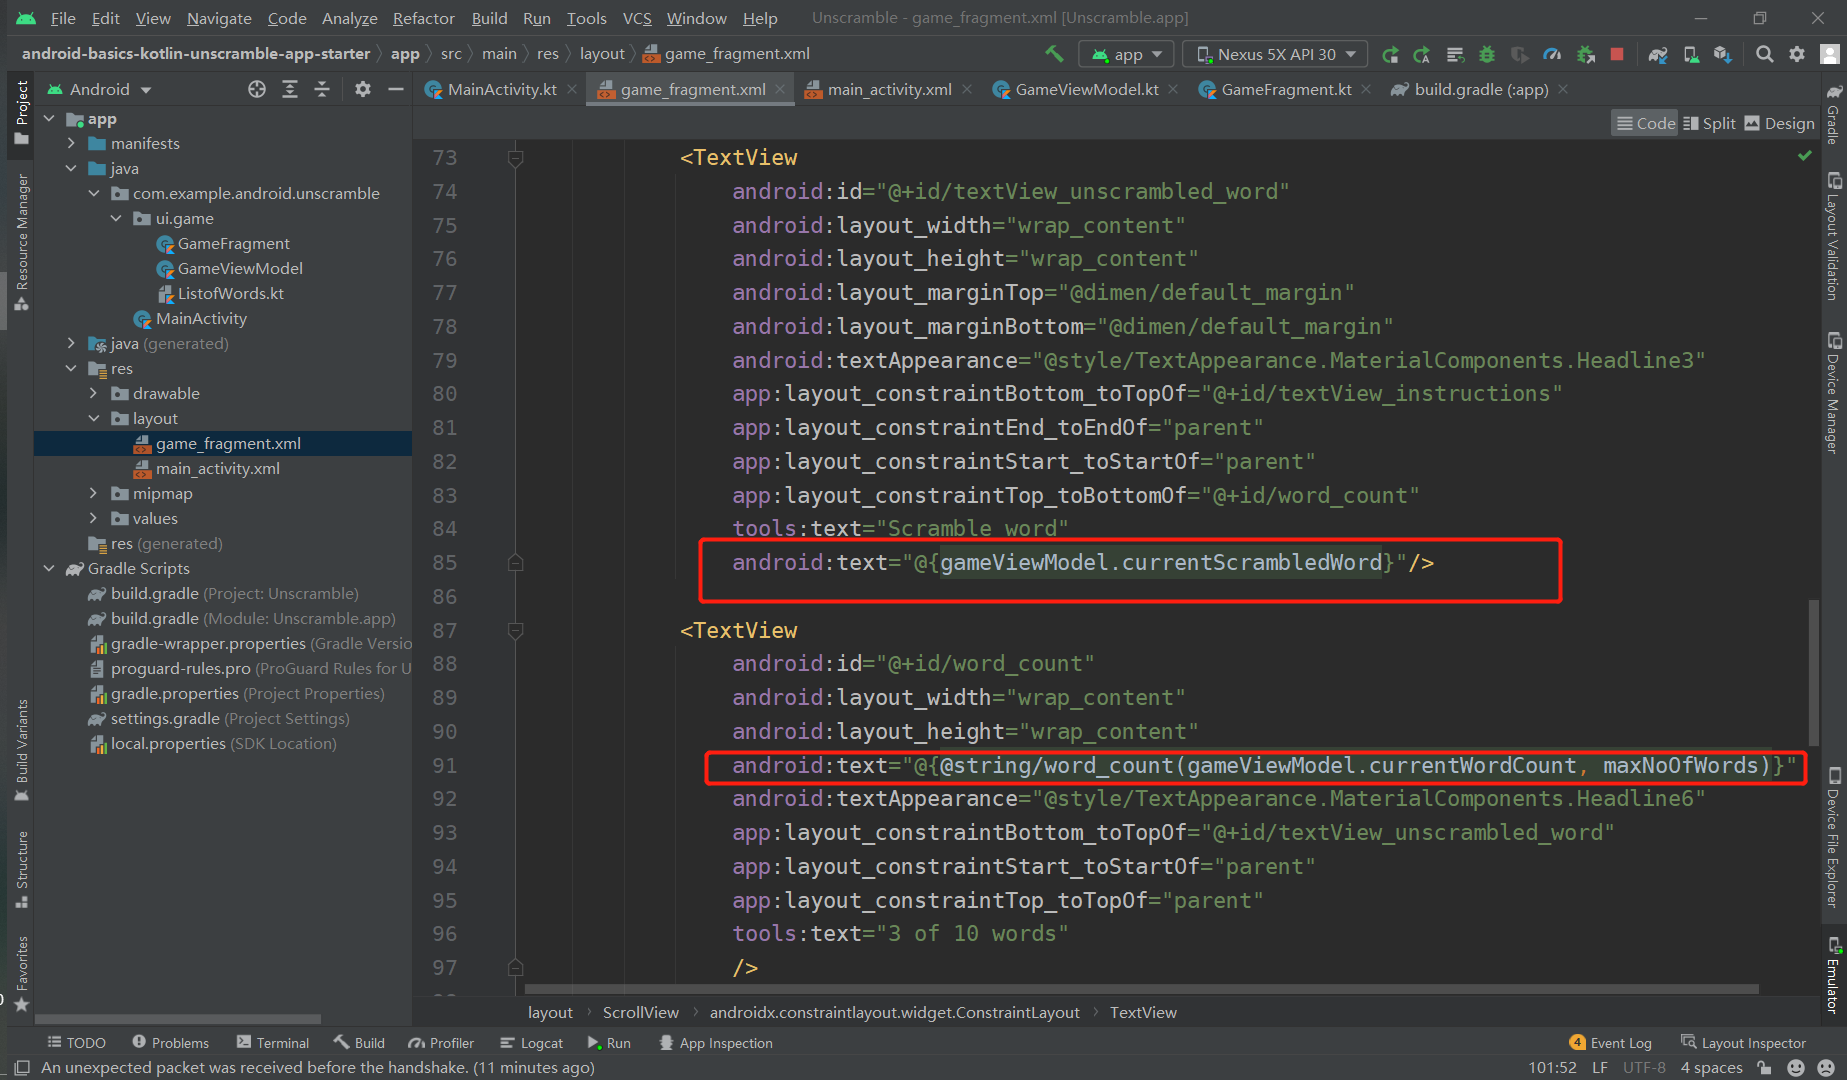 File Edit View Navigate Code Analyze Refactor Build Run Tools VCS Window Help Unscramble - game_fragment.xml [Unscramble.app]
android-basics-kotlin-unscramble-app-starter app src main res layout game_fragment.xml app Nexus 5X API 30
Android MainActivity.kt game_fragment.xml main_activity.xml GameViewModel.kt GameFragment.kt build.gradle (:app)
Code Split Design
Project
Resource Manager
Build Variants
Structure
Favorites
app
manifests
java
com.example.android.unscramble
ui.game
GameFragment
GameViewModel
ListofWords.kt
MainActivity
java (generated)
res
drawable
layout
game_fragment.xml
main_activity.xml
mipmap
values
res (generated)
Gradle Scripts
build.gradle (Project: Unscramble)
build.gradle (Module: Unscramble.app)
gradle-wrapper.properties (Gradle Versio
proguard-rules.pro (ProGuard Rules for U
gradle.properties (Project Properties)
settings.gradle (Project Settings)
local.properties (SDK Location)
73 <TextView
74 android:id="@+id/textView_unscrambled_word"
75 android:layout_width="wrap_content"
76 android:layout_height="wrap_content"
77 android:layout_marginTop="@dimen/default_margin"
78 android:layout_marginBottom="@dimen/default_margin"
79 android:textAppearance="@style/TextAppearance.MaterialComponents.Headline3"
80 app:layout_constraintBottom_toTopOf="@+id/textView_instructions"
81 app:layout_constraintEnd_toEndOf="parent"
82 app:layout_constraintStart_toStartOf="parent"
83 app:layout_constraintTop_toBottomOf="@+id/word_count"
84 tools:text="Scramble word"
85 android:text="@{gameViewModel.currentScrambledWord}"/>
86
87 <TextView
88 android:id="@+id/word_count"
89 android:layout_width="wrap_content"
90 android:layout_height="wrap_content"
91 android:text="@{@string/word_count(gameViewModel.currentWordCount, maxNoOfWords)}"
92 android:textAppearance="@style/TextAppearance.MaterialComponents.Headline6"
93 app:layout_constraintBottom_toTopOf="@+id/textView_unscrambled_word"
94 app:layout_constraintStart_toStartOf="parent"
95 app:layout_constraintTop_toTopOf="parent"
96 tools:text="3 of 10 words"
97 />
Gradle
Layout Validation
Device Manager
Device File Explorer
Emulator
layout ScrollView androidx.constraintlayout.widget.ConstraintLayout TextView
TODO Problems Terminal Build Profiler Logcat Run App Inspection 4 Event Log Layout Inspector
An unexpected packet was received before the handshake. (11 minutes ago) 101:52 LF UTF-8 4 spaces